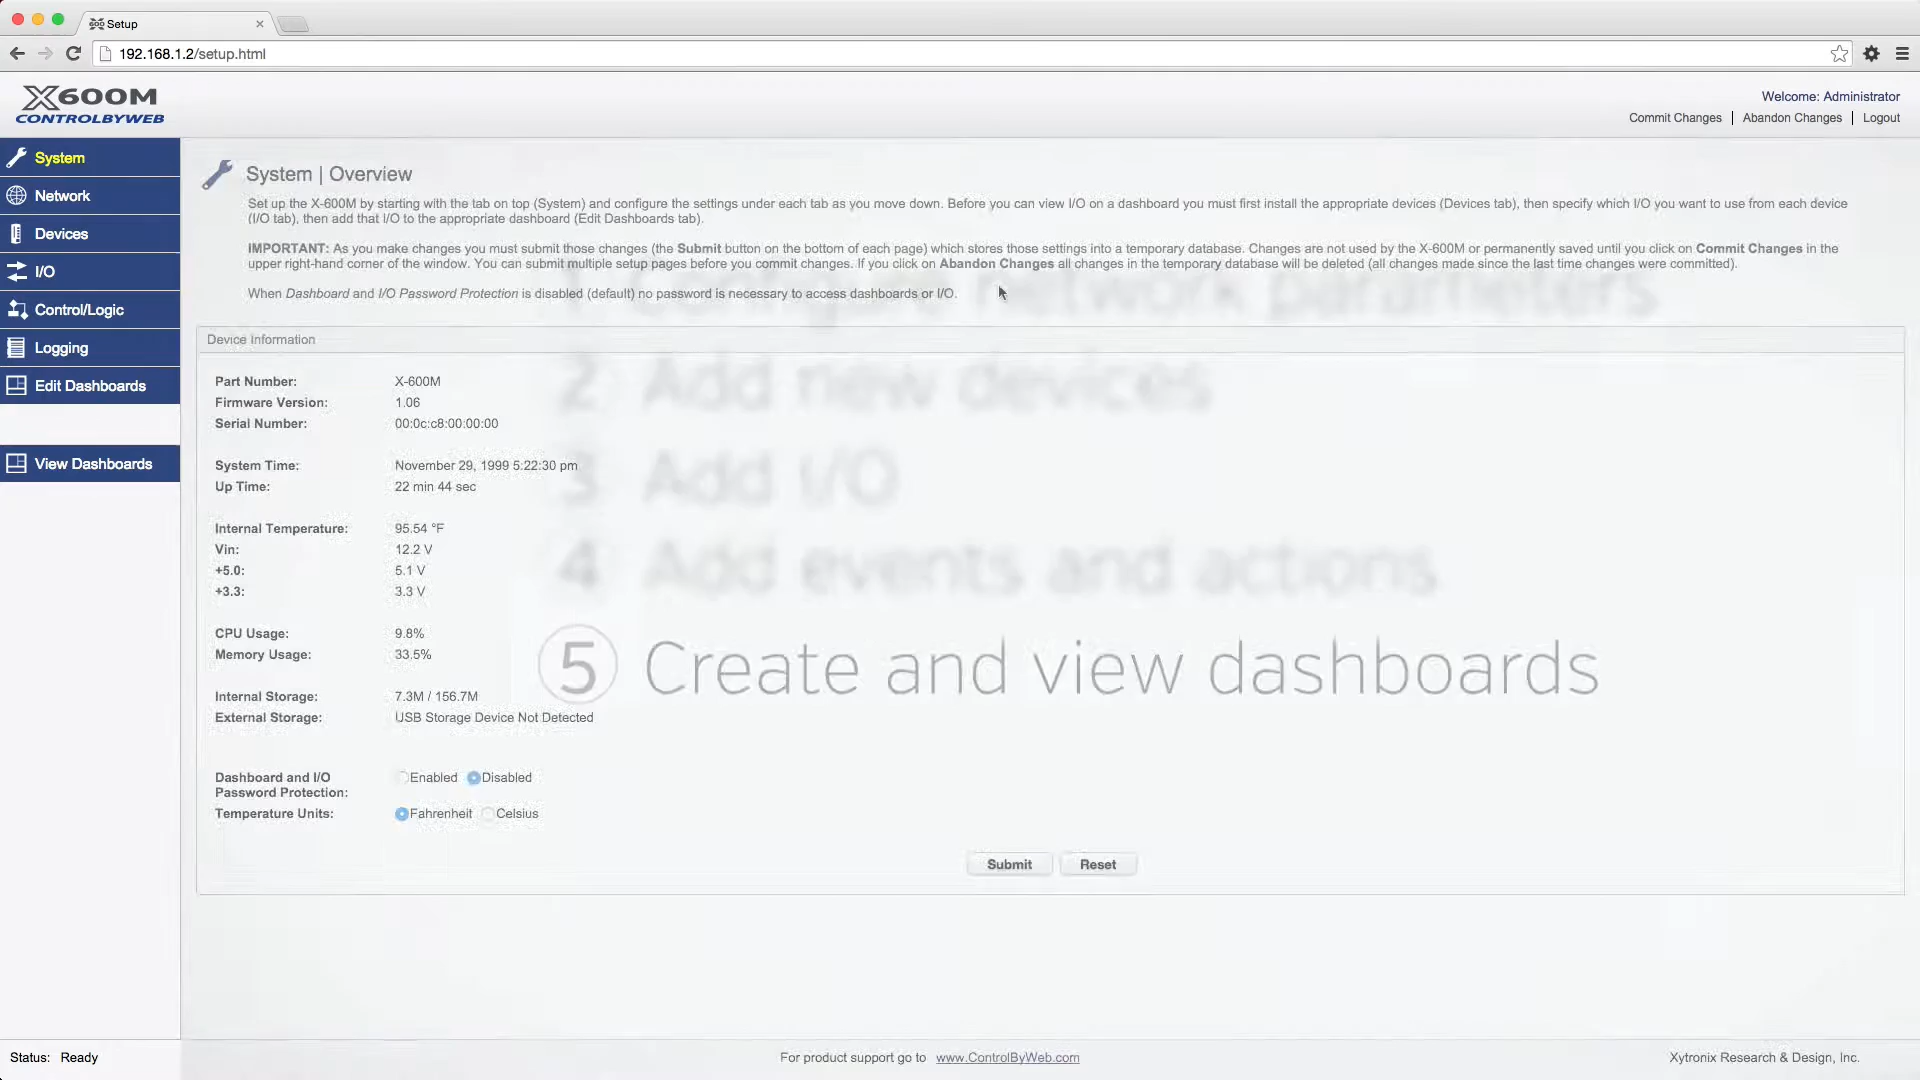 Setup
192.168.1.2/setup.html
X600M
CONTROLBYWEB
Welcome: Administrator
Commit Changes | Abandon Changes | Logout
System
Network
Devices
I/O
Control/Logic
Logging
Edit Dashboards
View Dashboards
System | Overview
Set up the X-600M by starting with the tab on top (System) and configure the settings under each tab as you move down. Before you can view I/O on a dashboard you must first install the appropriate devices (Devices tab), then specify which I/O you want to use from each device
(I/O tab), then add that I/O to the appropriate dashboard (Edit Dashboards tab).
IMPORTANT: As you make changes you must submit those changes (the Submit button on the bottom of each page) which stores those settings into a temporary database. Changes are not used by the X-600M or permanently saved until you click on Commit Changes in the
upper right-hand corner of the window. You can submit multiple setup pages before you commit changes. If you click on Abandon Changes all changes in the temporary database will be deleted (all changes made since the last time changes were committed).
When Dashboard and I/O Password Protection is disabled (default) no password is necessary to access dashboards or I/O.
1 Configure network parameters
2 Add new devices
3 Add I/O
4 Add events and actions
5 Create and view dashboards
Device Information
Part Number: X-600M
Firmware Version: 1.06
Serial Number: 00:0c:c8:00:00:00
System Time: November 29, 1999 5:22:30 pm
Up Time: 22 min 44 sec
Internal Temperature: 95.54 °F
Vin: 12.2 V
+5.0: 5.1 V
+3.3: 3.3 V
CPU Usage: 9.8%
Memory Usage: 33.5%
Internal Storage: 7.3M / 156.7M
External Storage: USB Storage Device Not Detected
Dashboard and I/O
Password Protection: Enabled Disabled
Temperature Units: Fahrenheit Celsius
Submit Reset
Status: Ready
For product support go to www.ControlByWeb.com
Xytronix Research & Design, Inc.